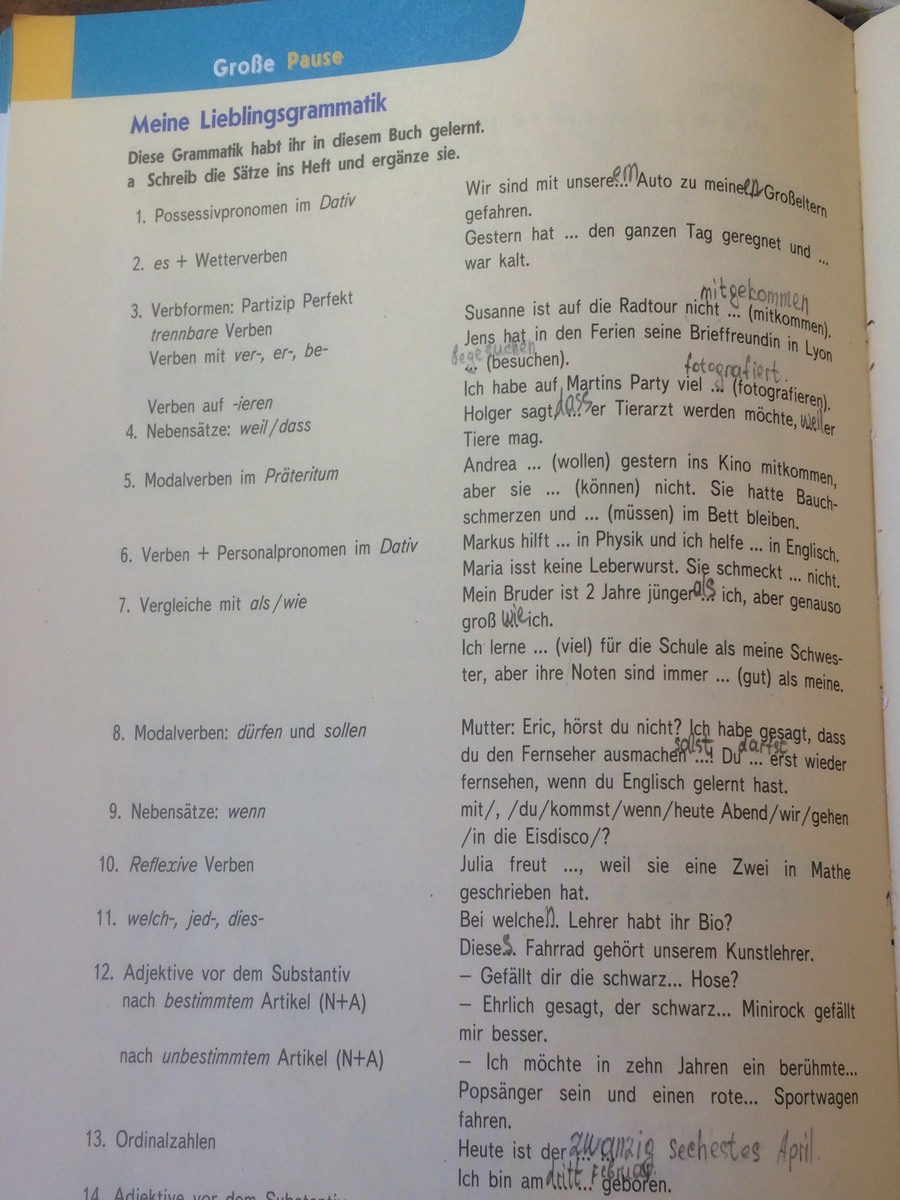 Große Pause
Meine Lieblingsgrammatik
Diese Grammatik habt ihr in diesem Buch gelernt.
a Schreib die Sätze ins Heft und ergänze sie.
1. Possessivpronomen im Dativ
Wir sind mit unsere...em Auto zu meine...en Großeltern
gefahren.
2. es + Wetterverben
Gestern hat ... den ganzen Tag geregnet und ...
war kalt.
3. Verbformen: Partizip Perfekt
trennbare Verben
Verben mit ver-, er-, be-
Verben auf -ieren
mitgekommen
Susanne ist auf die Radtour nicht ... (mitkommen).
Jens hat in den Ferien seine Brieffreundin in Lyon
... (besuchen).
fotografiert.
Ich habe auf Martins Party viel ... (fotografieren).
4. Nebensätze: weil/dass
Holger sagt, dass er Tierarzt werden möchte, weil er
Tiere mag.
5. Modalverben im Präteritum
Andrea ... (wollen) gestern ins Kino mitkommen,
aber sie ... (können) nicht. Sie hatte Bauch-
schmerzen und ... (müssen) im Bett bleiben.
6. Verben + Personalpronomen im Dativ
Markus hilft ... in Physik und ich helfe ... in Englisch.
Maria isst keine Leberwurst. Sie schmeckt ... nicht.
7. Vergleiche mit als/wie
Mein Bruder ist 2 Jahre jünger als ich, aber genauso
groß wie ich.
Ich lerne ... (viel) für die Schule als meine Schwes-
ter, aber ihre Noten sind immer ... (gut) als meine.
8. Modalverben: dürfen und sollen
Mutter: Eric, hörst du nicht? Ich habe gesagt, dass
sollst darfst
du den Fernseher ausmachen ...! Du ... erst wieder
fernsehen, wenn du Englisch gelernt hast.
9. Nebensätze: wenn
mit/, /du/kommst/wenn/heute Abend/wir/gehen
/in die Eisdisco/?
10. Reflexive Verben
Julia freut ..., weil sie eine Zwei in Mathe
geschrieben hat.
11. welch-, jed-, dies-
Bei welchen. Lehrer habt ihr Bio?
Dieses. Fahrrad gehört unserem Kunstlehrer.
12. Adjektive vor dem Substantiv
nach bestimmtem Artikel (N+A)
– Gefällt dir die schwarz... Hose?
– Ehrlich gesagt, der schwarz... Minirock gefällt
mir besser.
nach unbestimmtem Artikel (N+A)
– Ich möchte in zehn Jahren ein berühmte...
Popsänger sein und einen rote... Sportwagen
fahren.
13. Ordinalzahlen
Heute ist der zwanzig sechestes April.
Ich bin am dritt Februar geboren.
14. Adjektive vor dem Substantiv